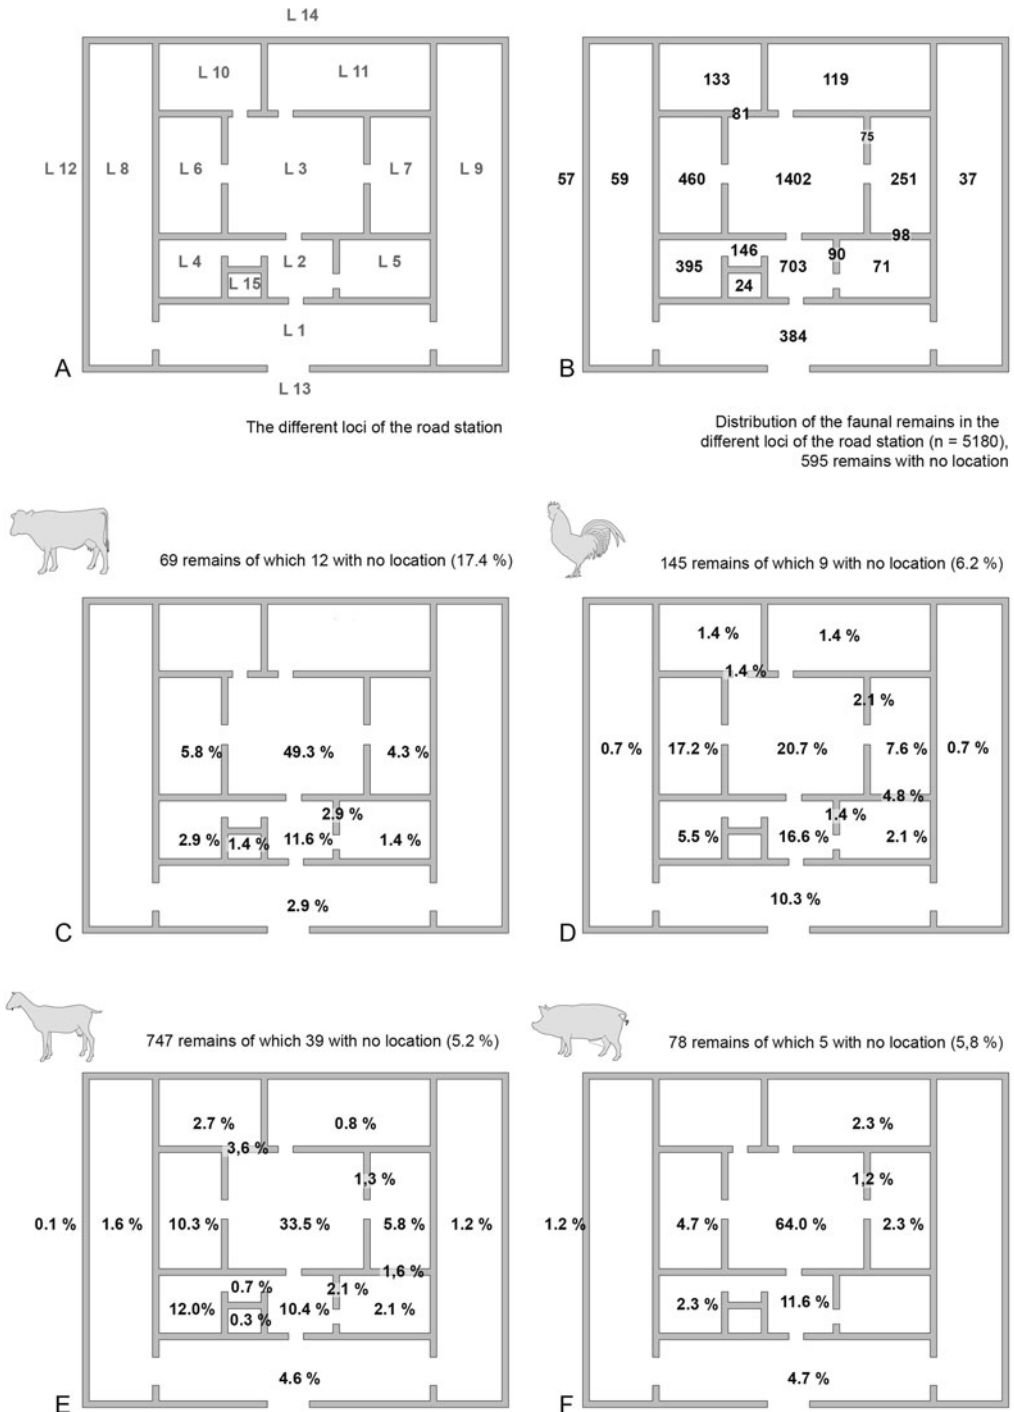 L 14
L 10
L 11
L 12
L 8
L 6
L 3
L 7
L 9
L 4
L 2
L 5
L 15
L 1
A
L 13
The different loci of the road station
133
119
81
75
57
59
460
1402
251
37
98
146
90
395
703
71
24
384
B
Distribution of the faunal remains in the
different loci of the road station (n = 5180),
595 remains with no location
69 remains of which 12 with no location (17.4 %)
5.8 %
49.3 %
4.3 %
2.9 %
2.9 %
1.4 %
11.6 %
1.4 %
2.9 %
C
145 remains of which 9 with no location (6.2 %)
1.4 %
1.4 %
1.4 %
2.1 %
0.7 %
17.2 %
20.7 %
7.6 %
0.7 %
4.8 %
1.4 %
5.5 %
16.6 %
2.1 %
10.3 %
D
747 remains of which 39 with no location (5.2 %)
2.7 %
0.8 %
3,6 %
1,3 %
0.1 %
1.6 %
10.3 %
33.5 %
5.8 %
1.2 %
1,6 %
0.7 %
2.1 %
12.0%
10.4 %
2.1 %
0.3 %
4.6 %
E
78 remains of which 5 with no location (5,8 %)
2.3 %
1,2 %
1.2 %
4.7 %
64.0 %
2.3 %
2.3 %
11.6 %
4.7 %
F